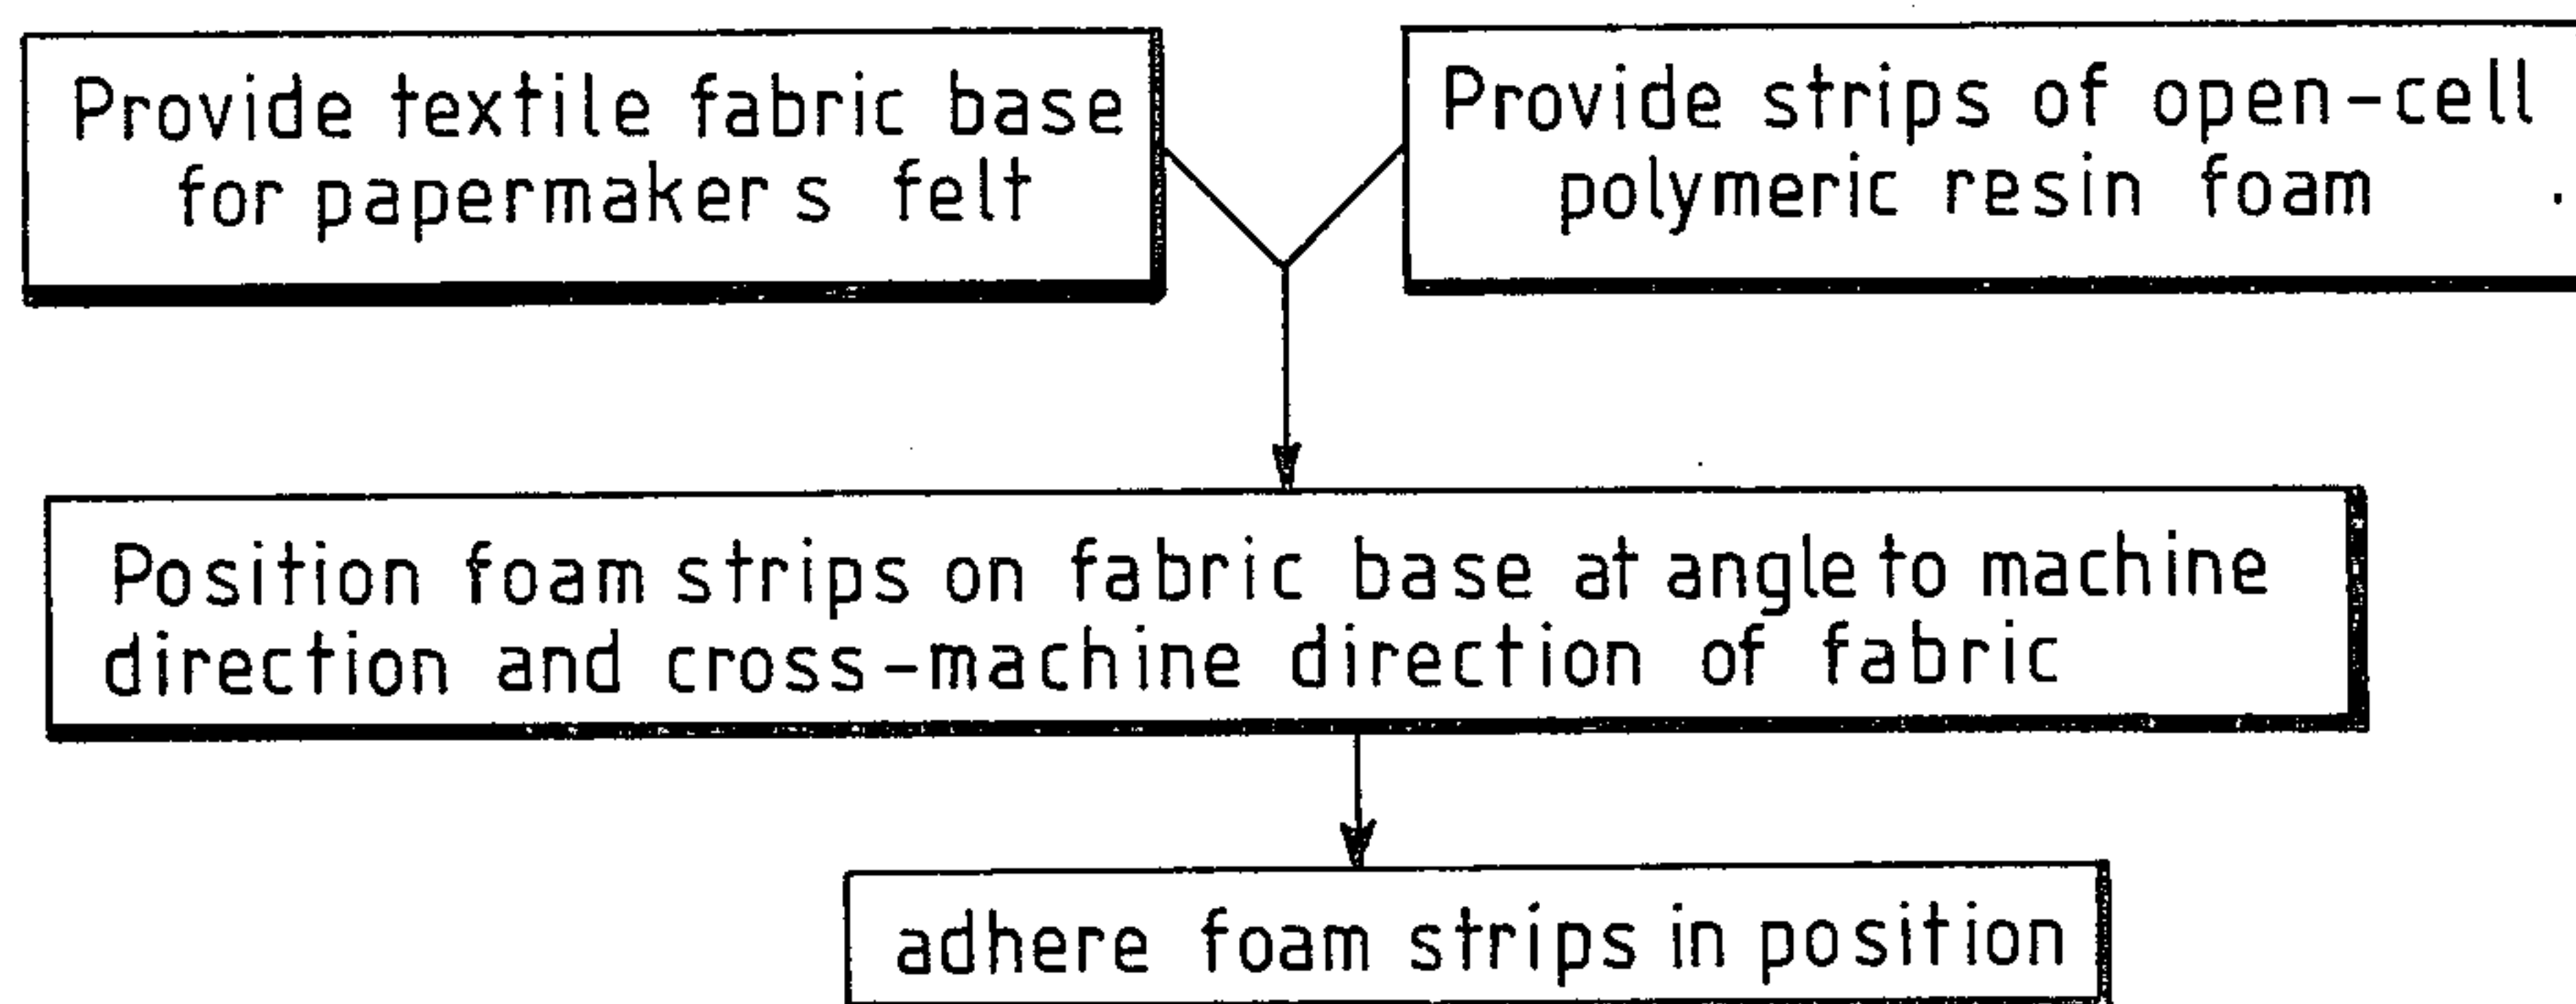 Provide textile fabric base
for papermakers felt
Provide strips of open-cell
polymeric resin foam
Position foam strips on fabric base at angle to machine
direction and cross-machine direction of fabric
adhere foam strips in position